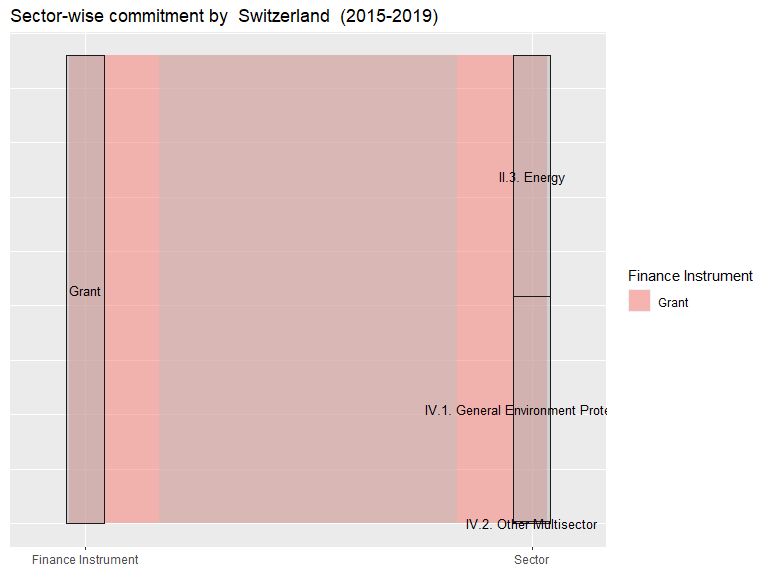 Sector-wise commitment by  Switzerland  (2015-2019)
II.3. Energy
Grant
IV.1. General Environment Prote
IV.2. Other Multisector
Finance Instrument
Sector
Finance Instrument
Grant